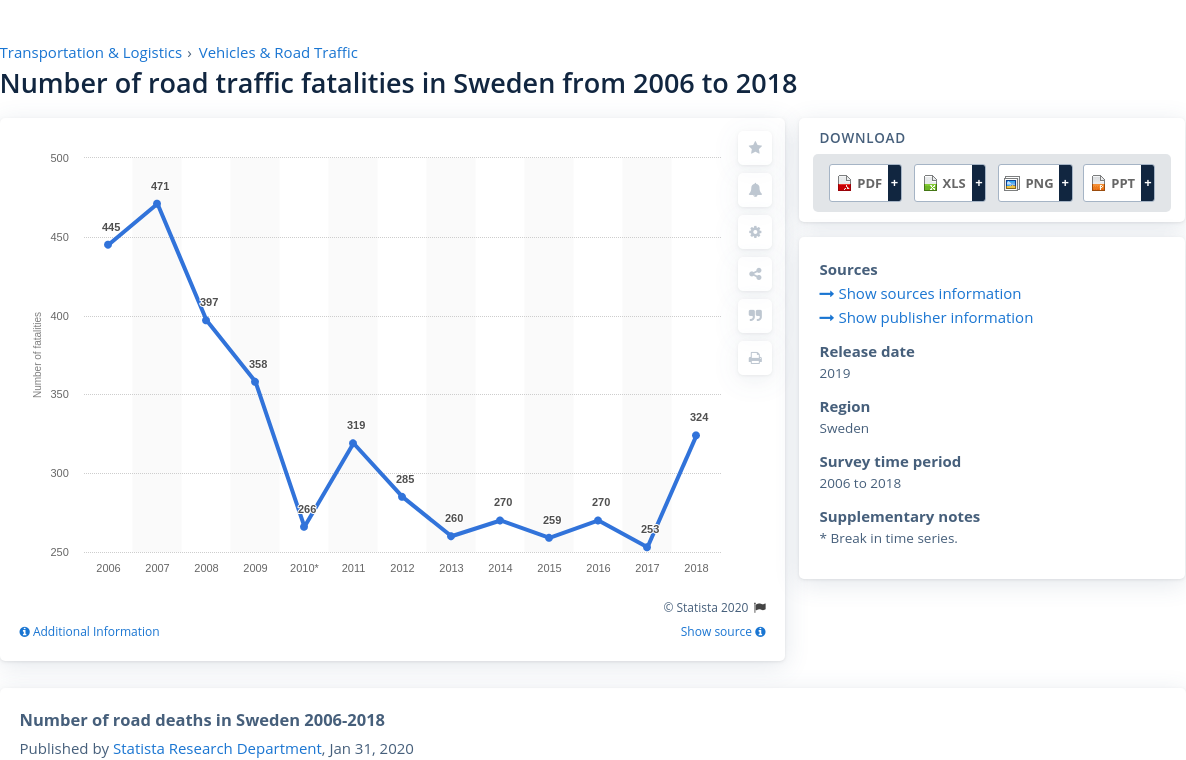 Transportation & Logistics › Vehicles & Road Traffic
Number of road traffic fatalities in Sweden from 2006 to 2018
500
450
400
350
300
250
Number of fatalities
445
471
397
358
266
319
285
260
270
259
270
253
324
2006 2007 2008 2009 2010* 2011 2012 2013 2014 2015 2016 2017 2018
© Statista 2020
Additional Information
Show source
DOWNLOAD
PDF + XLS + PNG + PPT +
Sources
Show sources information
Show publisher information
Release date
2019
Region
Sweden
Survey time period
2006 to 2018
Supplementary notes
* Break in time series.
Number of road deaths in Sweden 2006-2018
Published by Statista Research Department, Jan 31, 2020